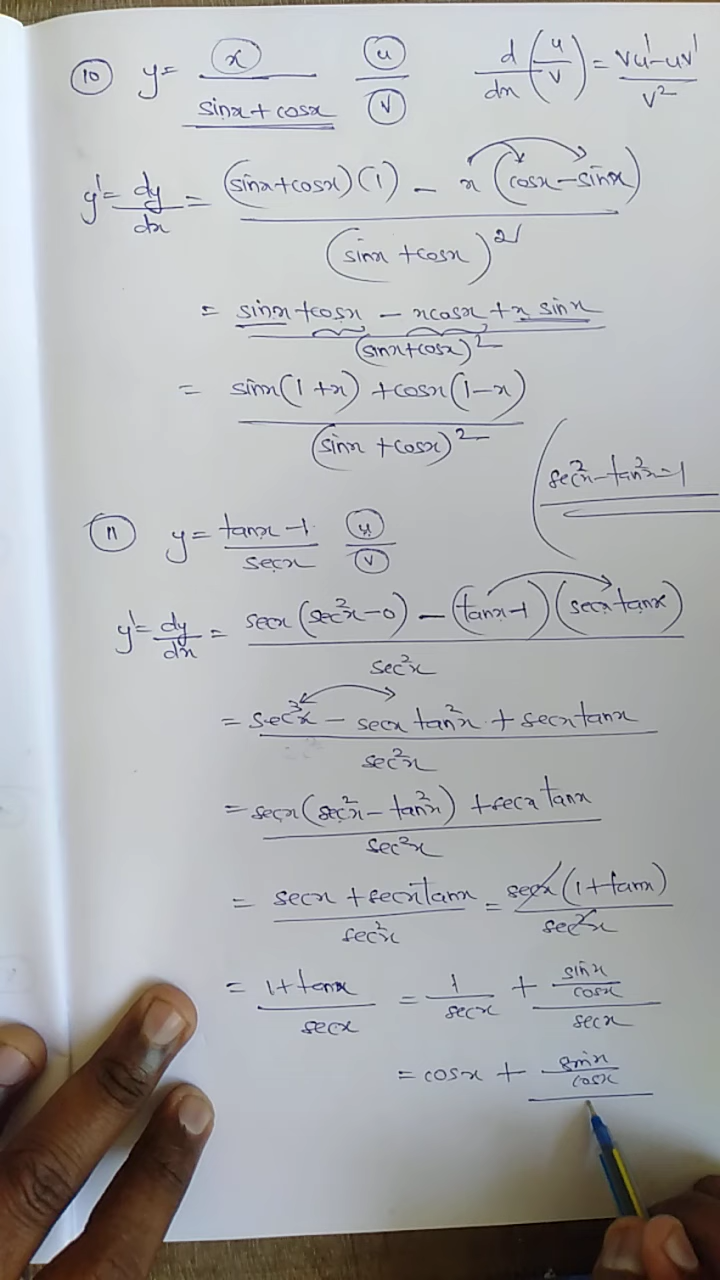 ⑩ y = x / (sinx + cosx)   u / v   d/dx (u/v) = (vu' - uv') / v²
y' = dy/dx = ((sinx + cosx)(1) - x (cosx - sinx)) / (sinx + cosx)²
= (sinx + cosx - xcosx + x sinx) / (sinx + cosx)²
= (sinx(1 + x) + cosx(1 - x)) / (sinx + cosx)²
sec²x - tan²x = 1
⑪ y = (tanx - 1) / secx   u / v
y' = dy/dx = (secx (sec²x - 0) - (tanx - 1)(secx tanx)) / sec²x
= (sec³x - secx tan²x + secx tanx) / sec²x
= (secx (sec²x - tan²x) + secx tanx) / sec²x
= (secx + secx tanx) / sec²x = secx (1 + tanx) / sec²x
= (1 + tanx) / secx = 1 / secx + (sinx / cosx) / secx
= cosx + (sinx / cosx) /